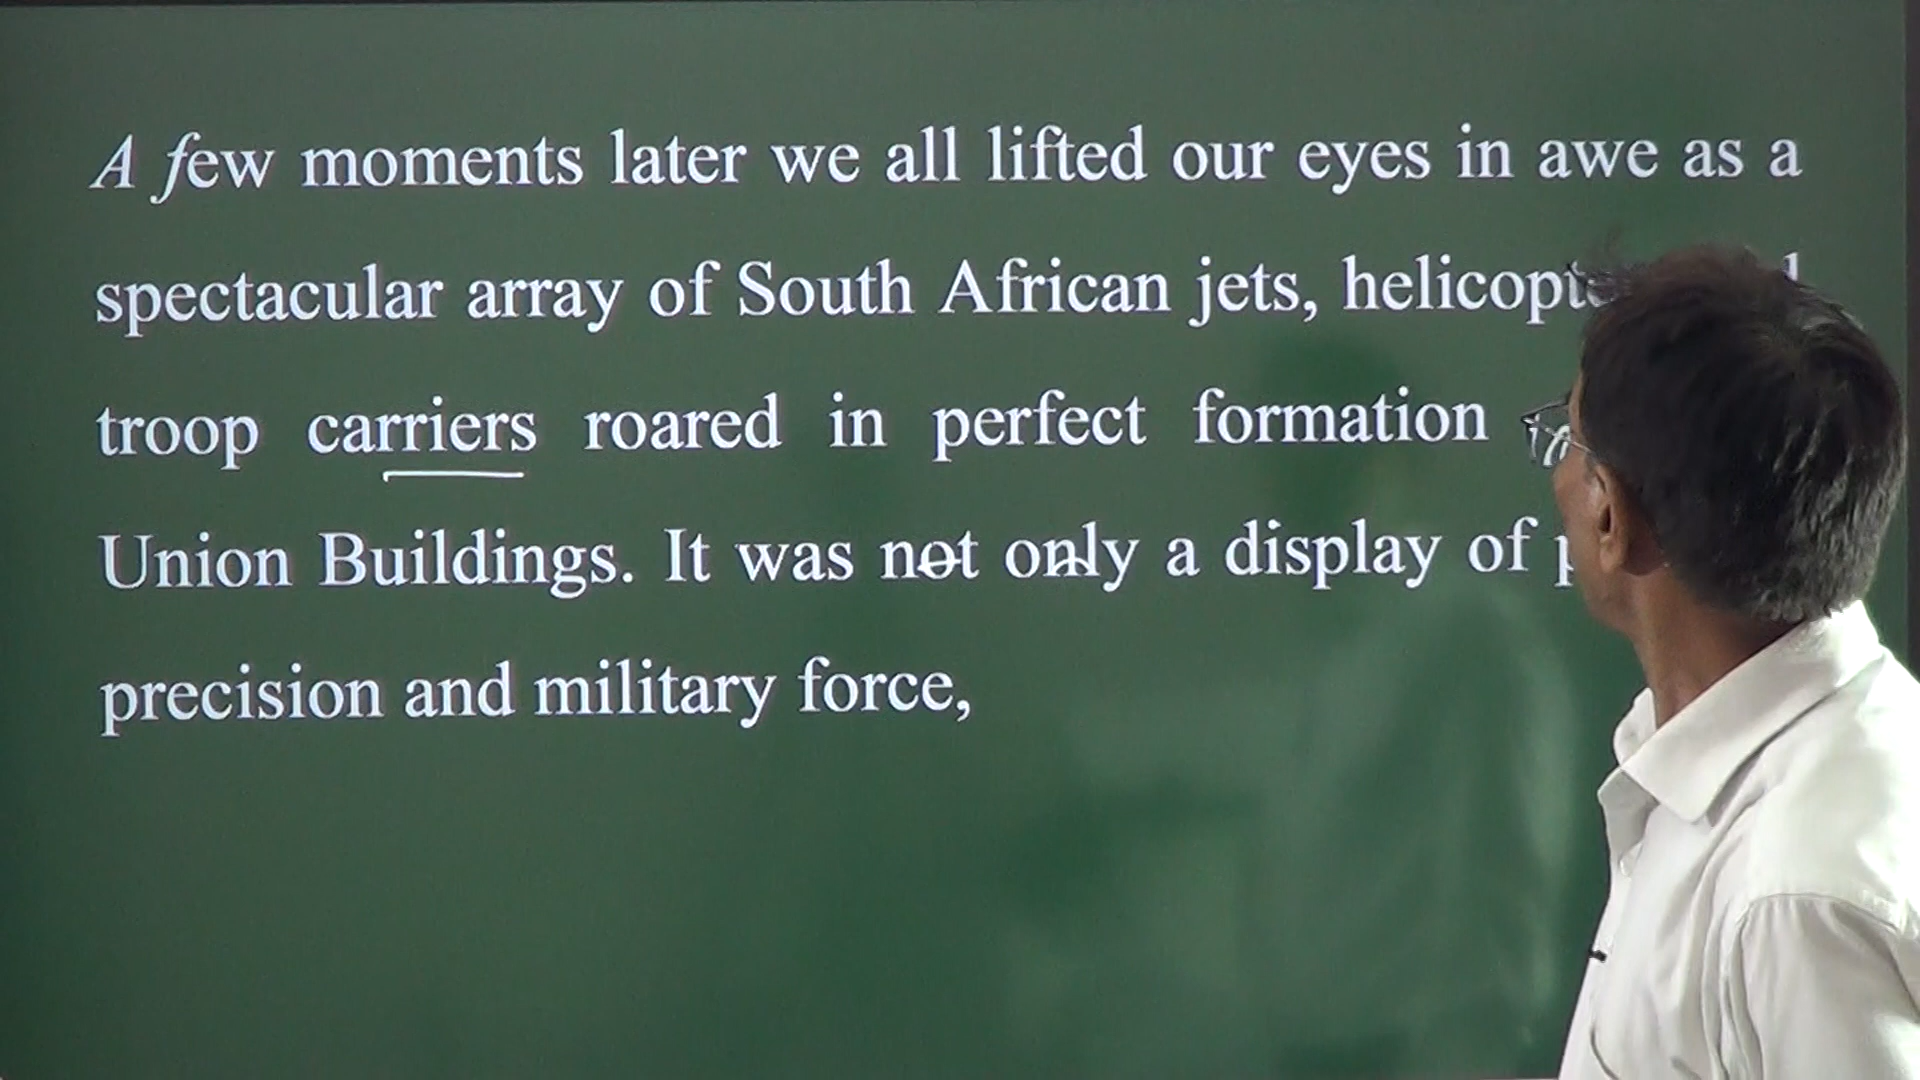 A few moments later we all lifted our eyes in awe as a
spectacular array of South African jets,
troop carriers roared in perfect formation
Union Buildings. It was not only a display of
precision and military force,